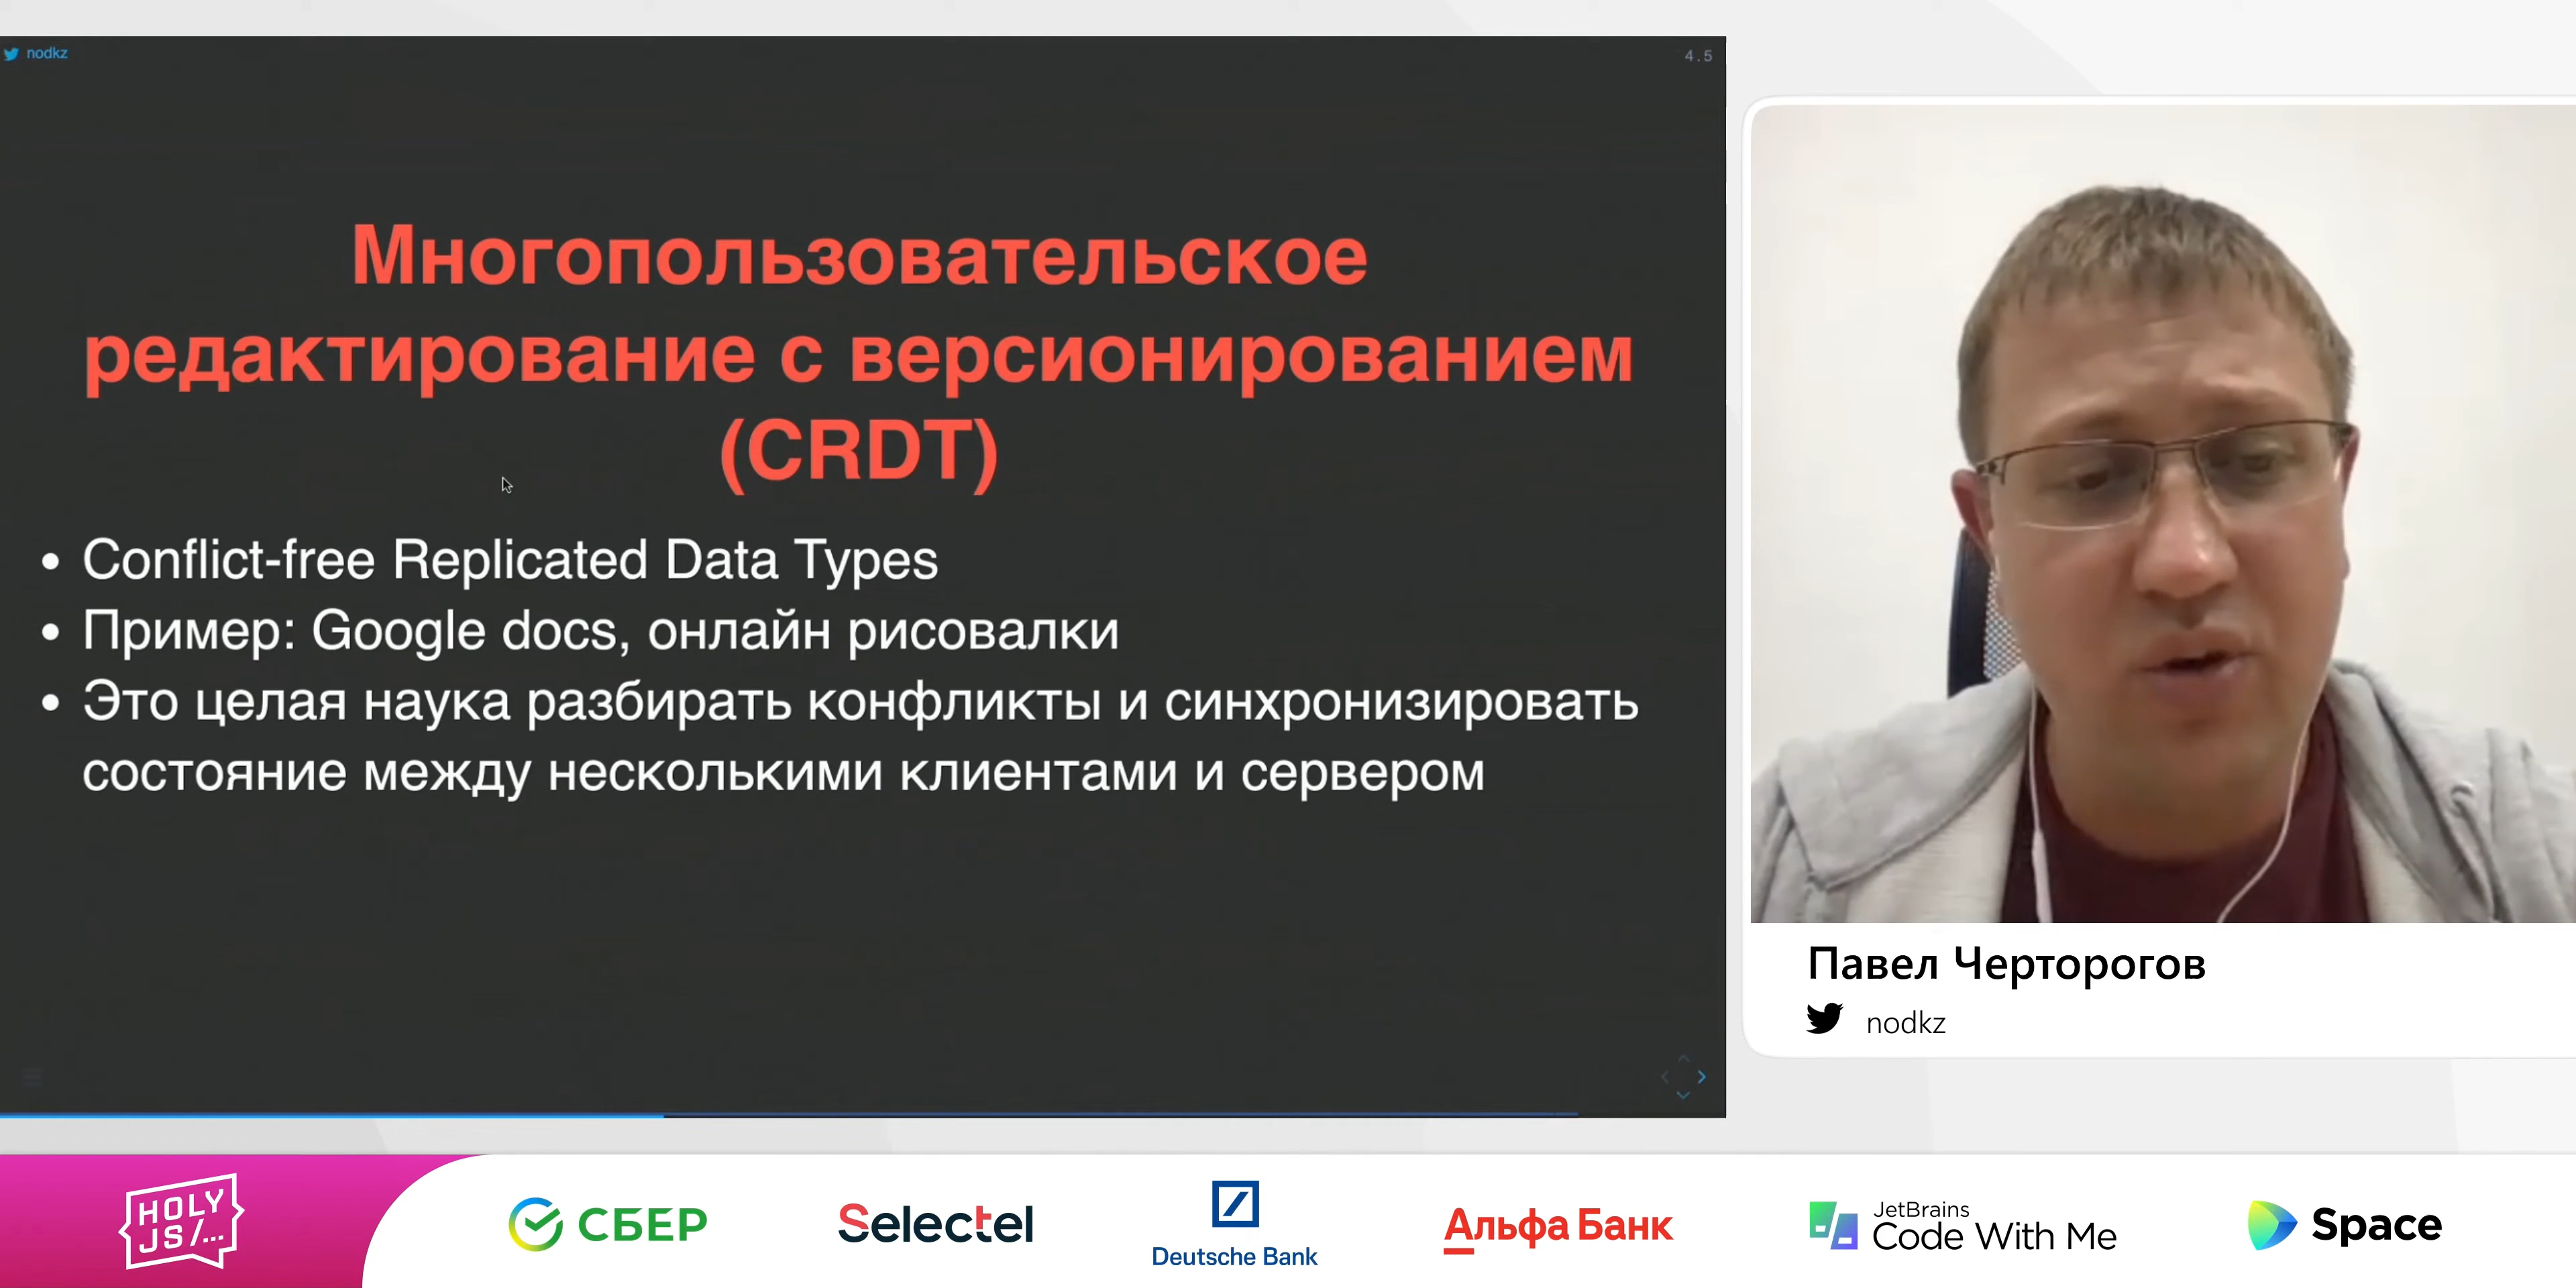 nodkz
4.5
Многопользовательское
редактирование с версионированием
(CRDT)
• Conflict-free Replicated Data Types
• Пример: Google docs, онлайн рисовалки
• Это целая наука разбирать конфликты и синхронизировать
состояние между несколькими клиентами и сервером
Павел Черторогов
nodkz
HOLY
JS/...
СБЕР
Selectel
Deutsche Bank
Альфа Банк
JetBrains
Code With Me
Space